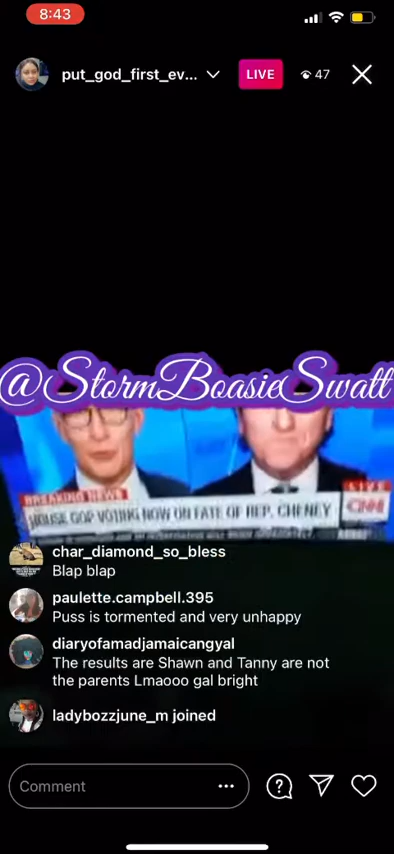 8:43
put_god_first_ev...
LIVE
47
@StormBoasieSwatt
BREAKING NEWS
LIVE
HOUSE GOP VOTING NOW ON FATE OF REP. CHENEY
CNN
char_diamond_so_bless
Blap blap
paulette.campbell.395
Puss is tormented and very unhappy
diaryofamadjamaicangyal
The results are Shawn and Tanny are not
the parents Lmaooo gal bright
ladybozzjune_m joined
Comment